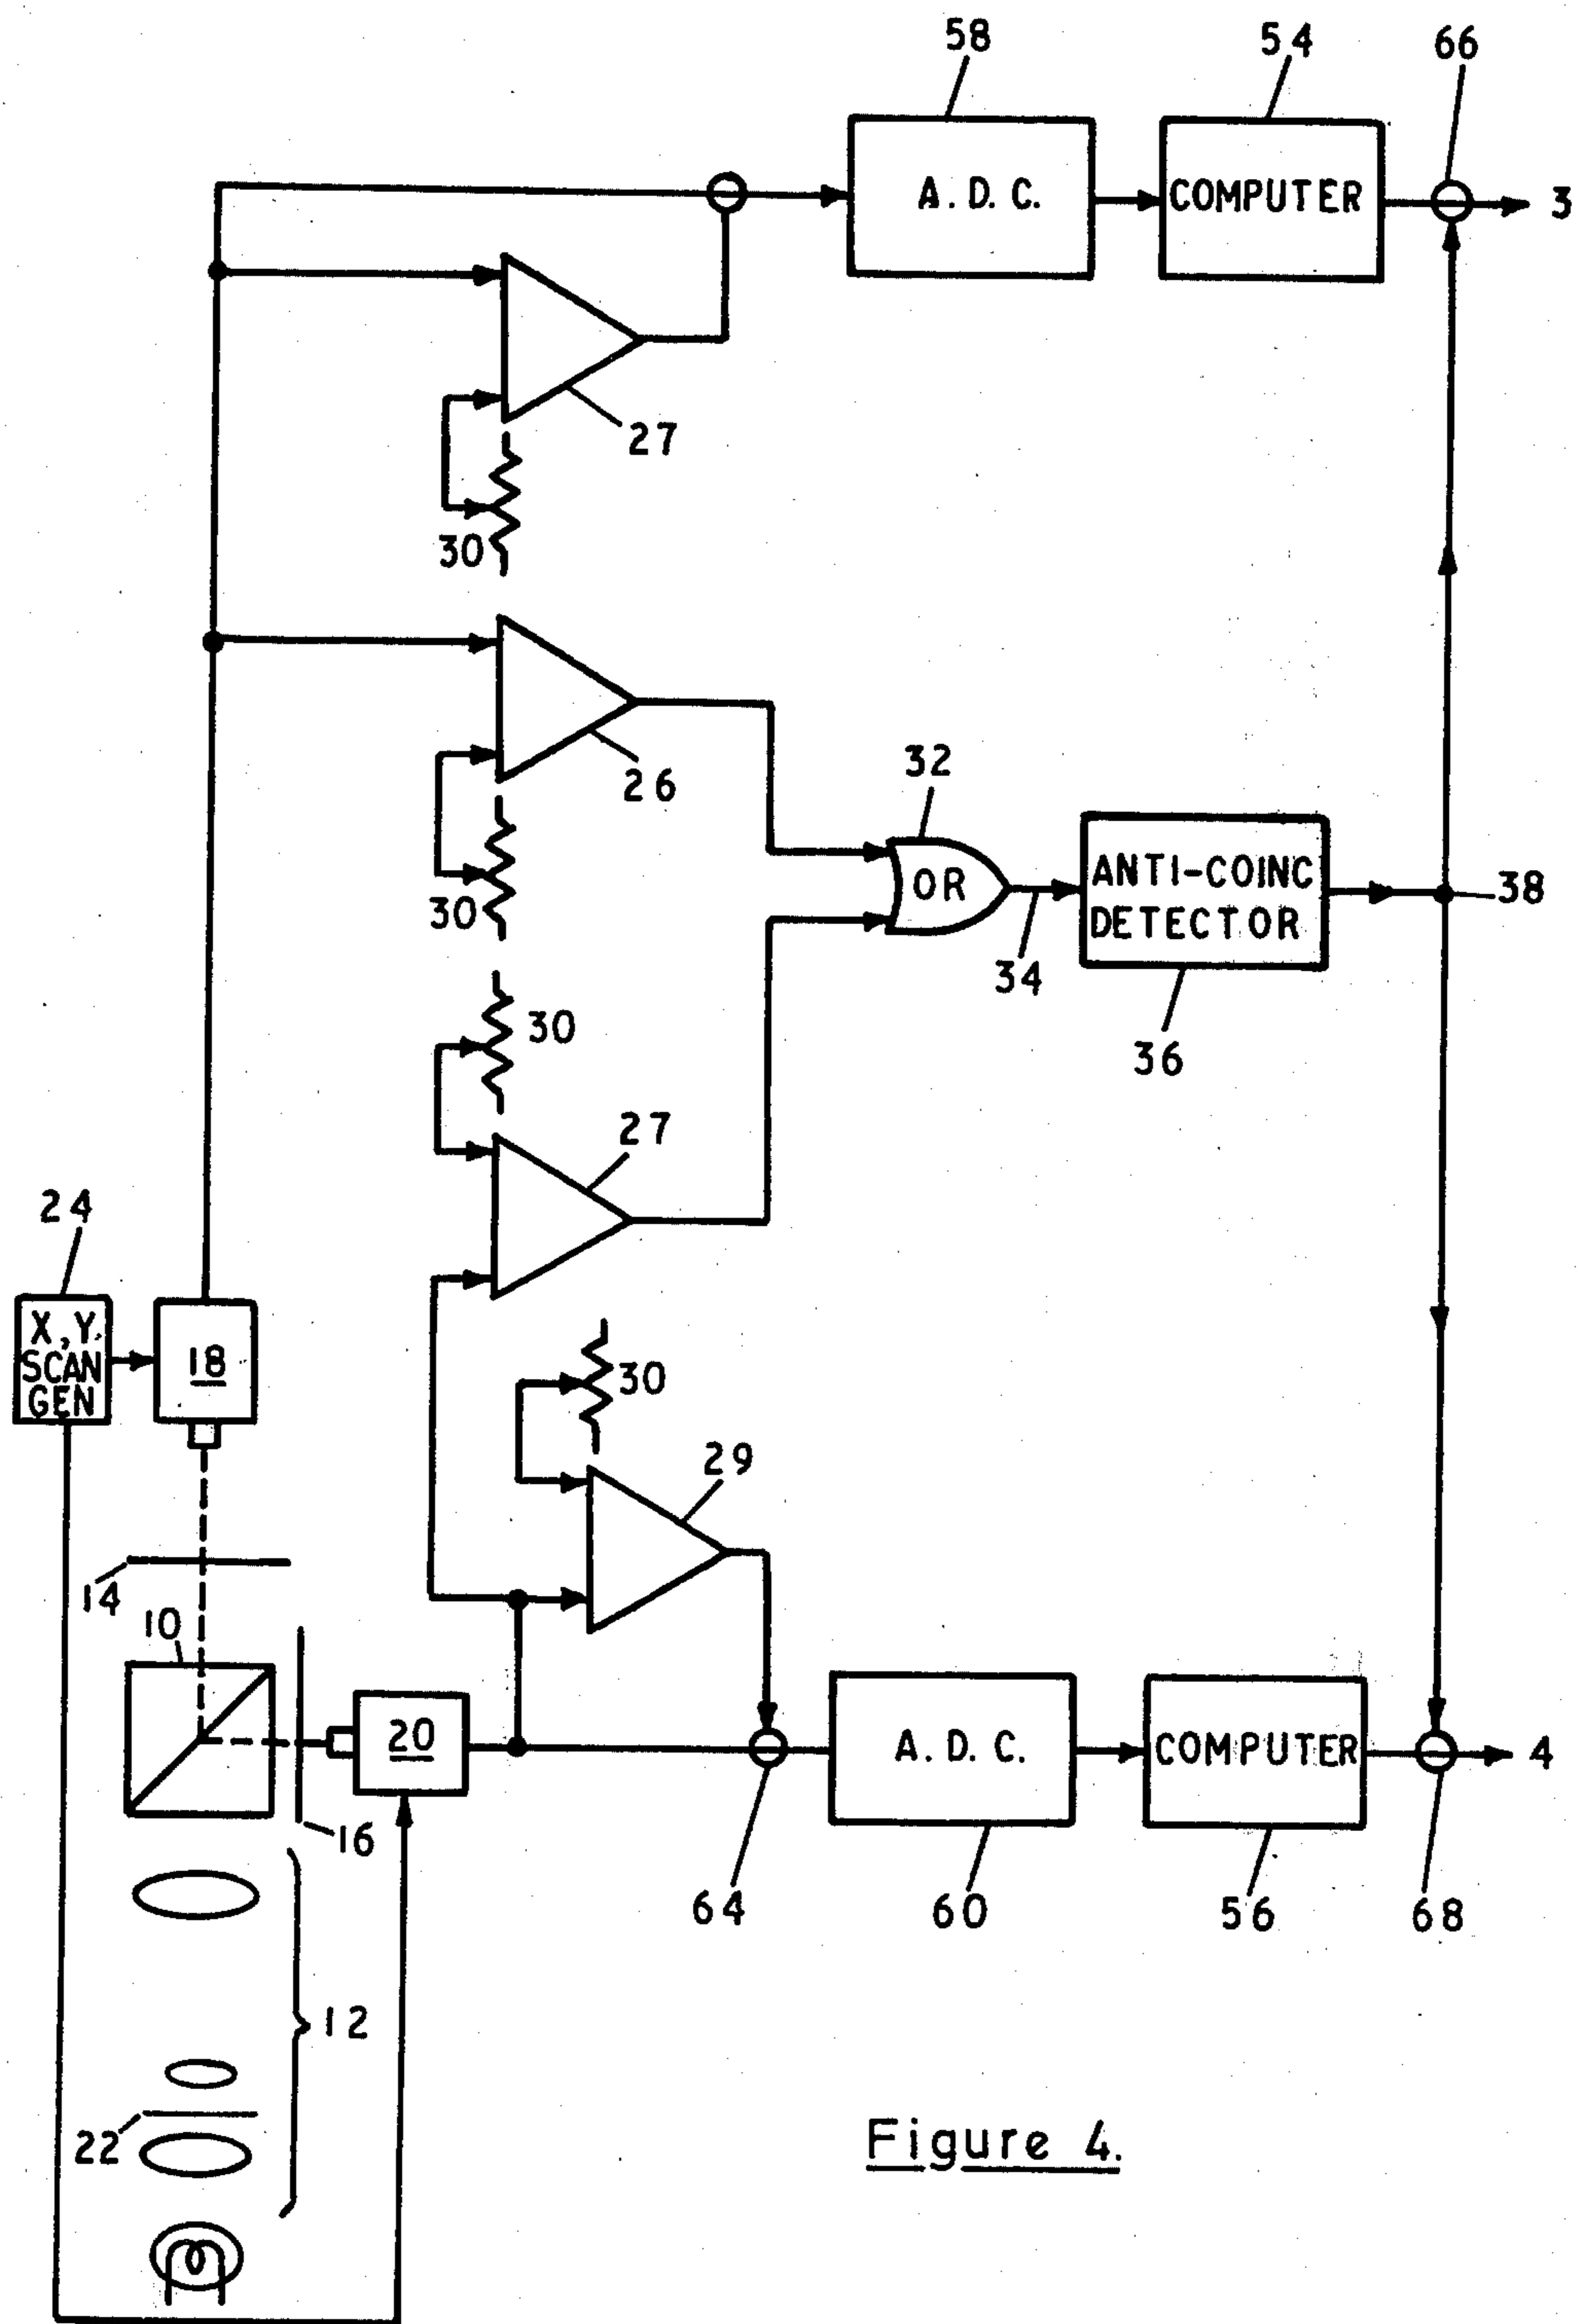 58
54
66
A. D. C.
COMPUTER
3
27
30
26
32
30
OR
ANTI-COINC
DETECTOR
38
34
30
36
27
24
X, Y.
SCAN
GEN
18
30
29
14
10
20
A. D. C.
COMPUTER
4
16
64
60
56
68
12
22
Figure 4.